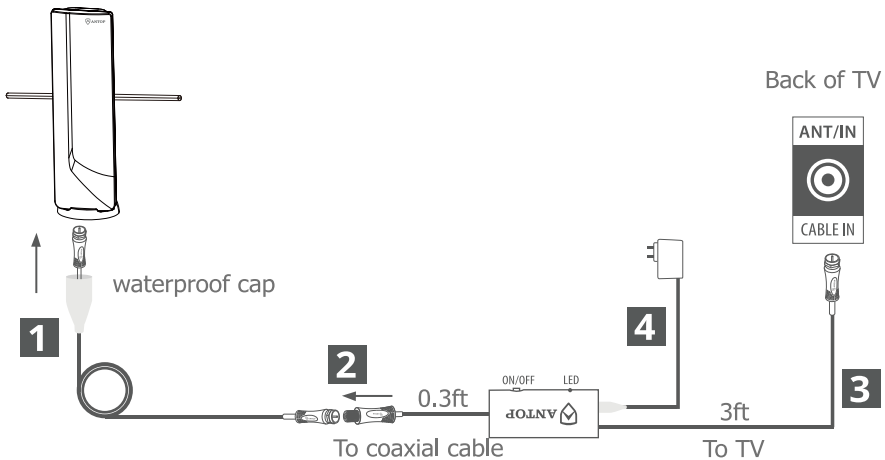 ANTOP
Back of TV
ANT/IN
CABLE IN
waterproof cap
1
4
2
ON/OFF LED
3
0.3ft
ANTOP
3ft
To coaxial cable
To TV